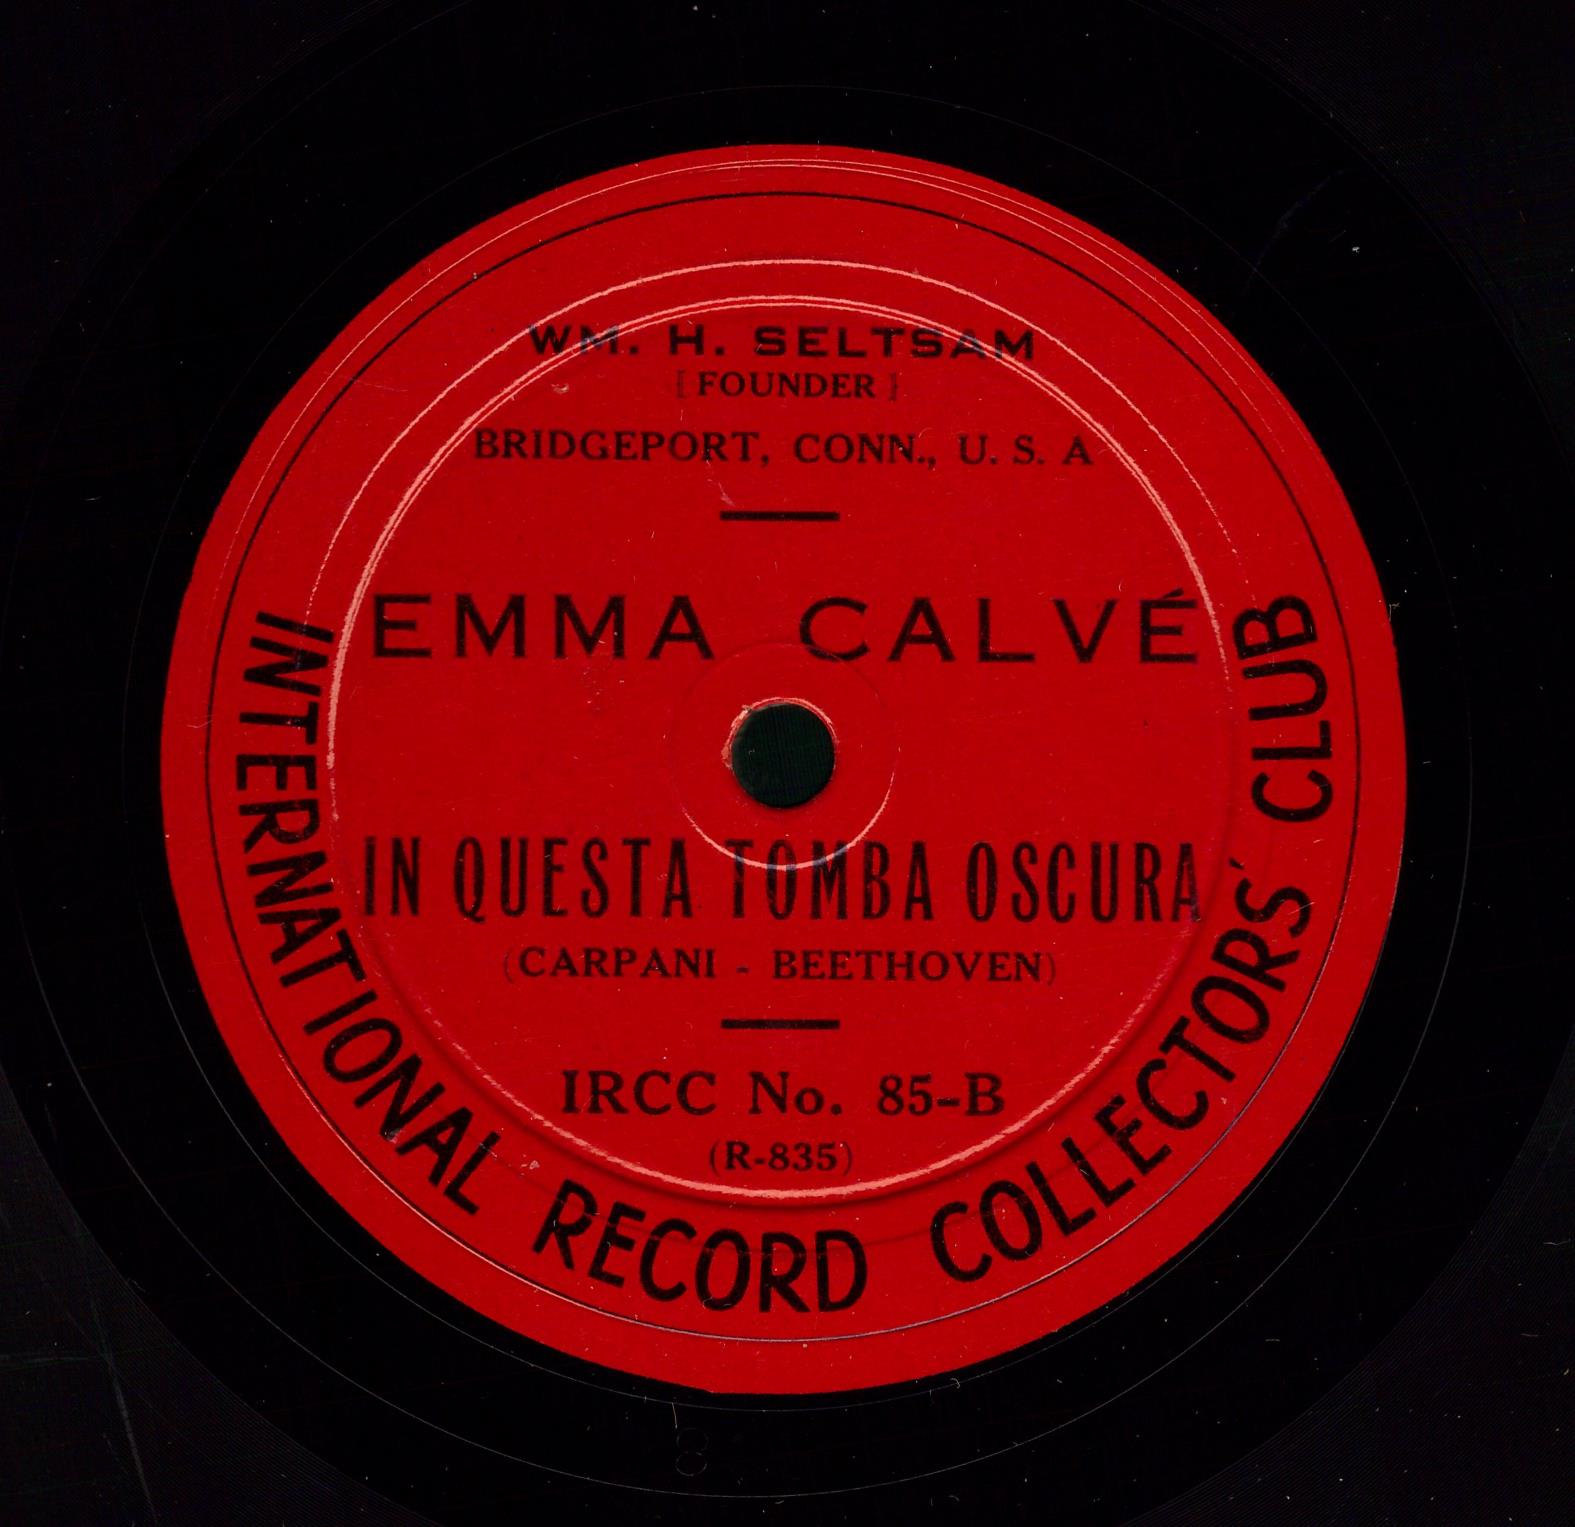 WM. H. SELTSAM
[FOUNDER]
BRIDGEPORT, CONN., U. S. A
EMMA CALVÉ
IN QUESTA TOMBA OSCURA
(CARPANI - BEETHOVEN)
IRCC No. 85-B
(R-835)
INTERNATIONAL RECORD COLLECTORS' CLUB